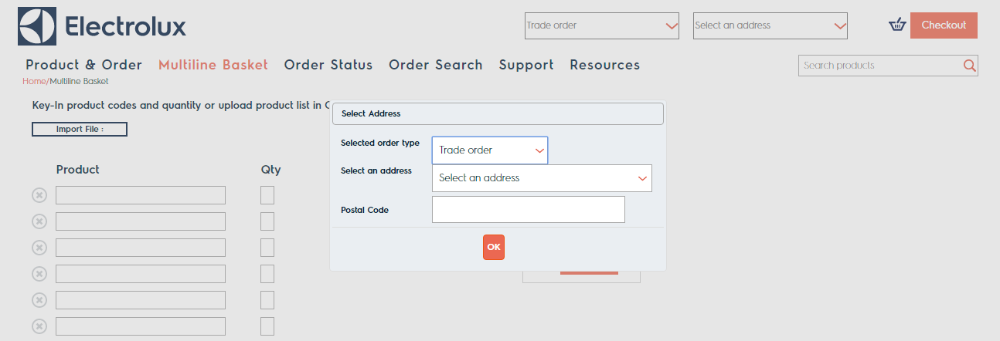 Electrolux
Trade order
Select an address
Checkout
Product & Order Multiline Basket Order Status Order Search Support Resources
Search products
Home/Multiline Basket
Key-In product codes and quantity or upload product list in
Import File :
Product Qty
Select Address
Selected order type Trade order
Select an address Select an address
Postal Code
OK